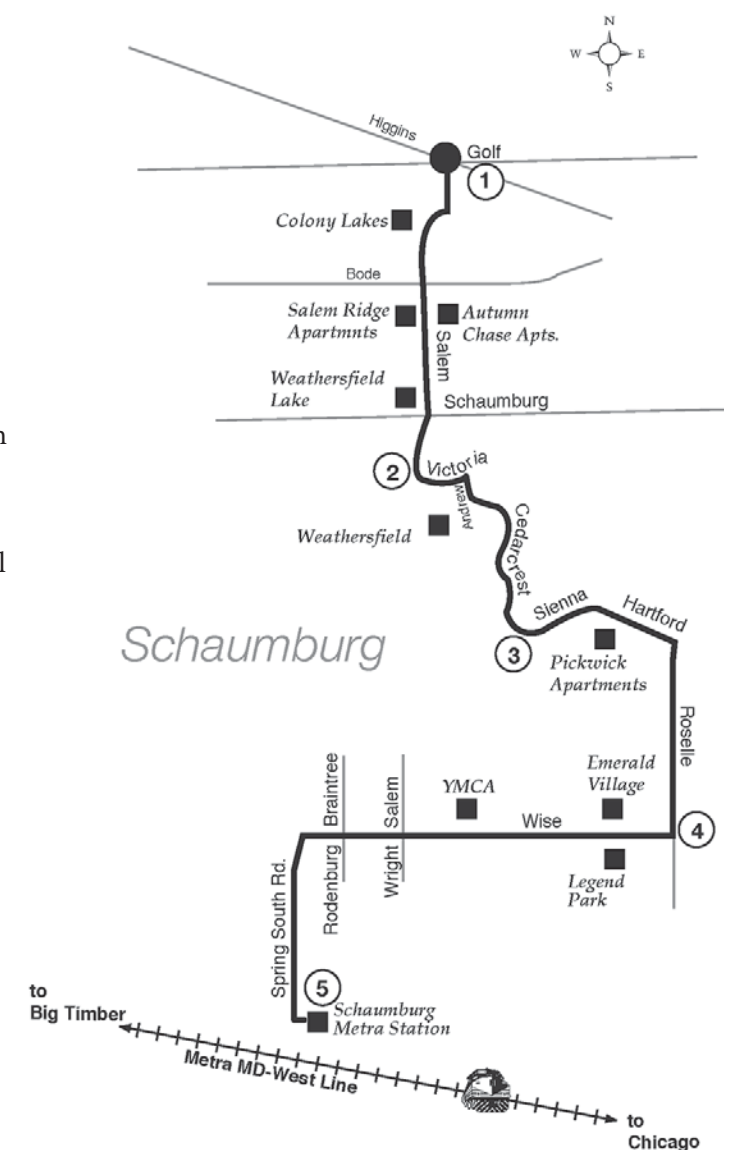 N
W E
S
Higgins
Golf
1
Colony Lakes
Bode
Salem Ridge
Apartmnts
Autumn
Chase Apts.
Salem
Weathersfield
Lake
Schaumburg
n
2
Victoria
Andrew
Cedarcrest
Weathersfield
l
Sienna
Hartford
Schaumburg
3
Pickwick
Apartments
Roselle
Emerald
Village
YMCA
Braintree
Salem
Wise
4
Rodenburg
Wright
Legend
Park
Spring South Rd.
5
Schaumburg
Metra Station
to
Big Timber
Metra MD-West Line
to
Chicago